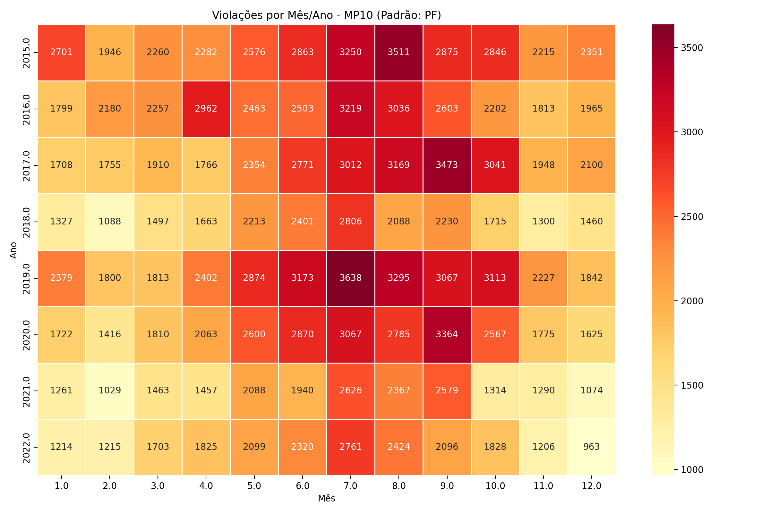 Violações por Mês/Ano - MP10 (Padrão: PF)
2015.0 2701 1946 2260 2282 2576 2863 3250 3511 2875 2846 2215 2351
2016.0 1799 2180 2257 2962 2463 2503 3219 3036 2603 2202 1813 1965
2017.0 1708 1755 1910 1766 2354 2771 3012 3169 3473 3041 1948 2100
2018.0 1327 1088 1497 1663 2213 2401 2806 2088 2230 1715 1300 1460
2019.0 2379 1800 1813 2402 2874 3173 3638 3295 3067 3113 2227 1842
2020.0 1722 1416 1810 2063 2600 2870 3067 2785 3364 2567 1775 1625
2021.0 1261 1029 1463 1457 2088 1940 2626 2367 2579 1314 1290 1074
2022.0 1214 1215 1703 1825 2099 2320 2761 2424 2096 1828 1206 963
1.0 2.0 3.0 4.0 5.0 6.0 7.0 8.0 9.0 10.0 11.0 12.0
Mês
Ano
3500
3000
2500
2000
1500
1000